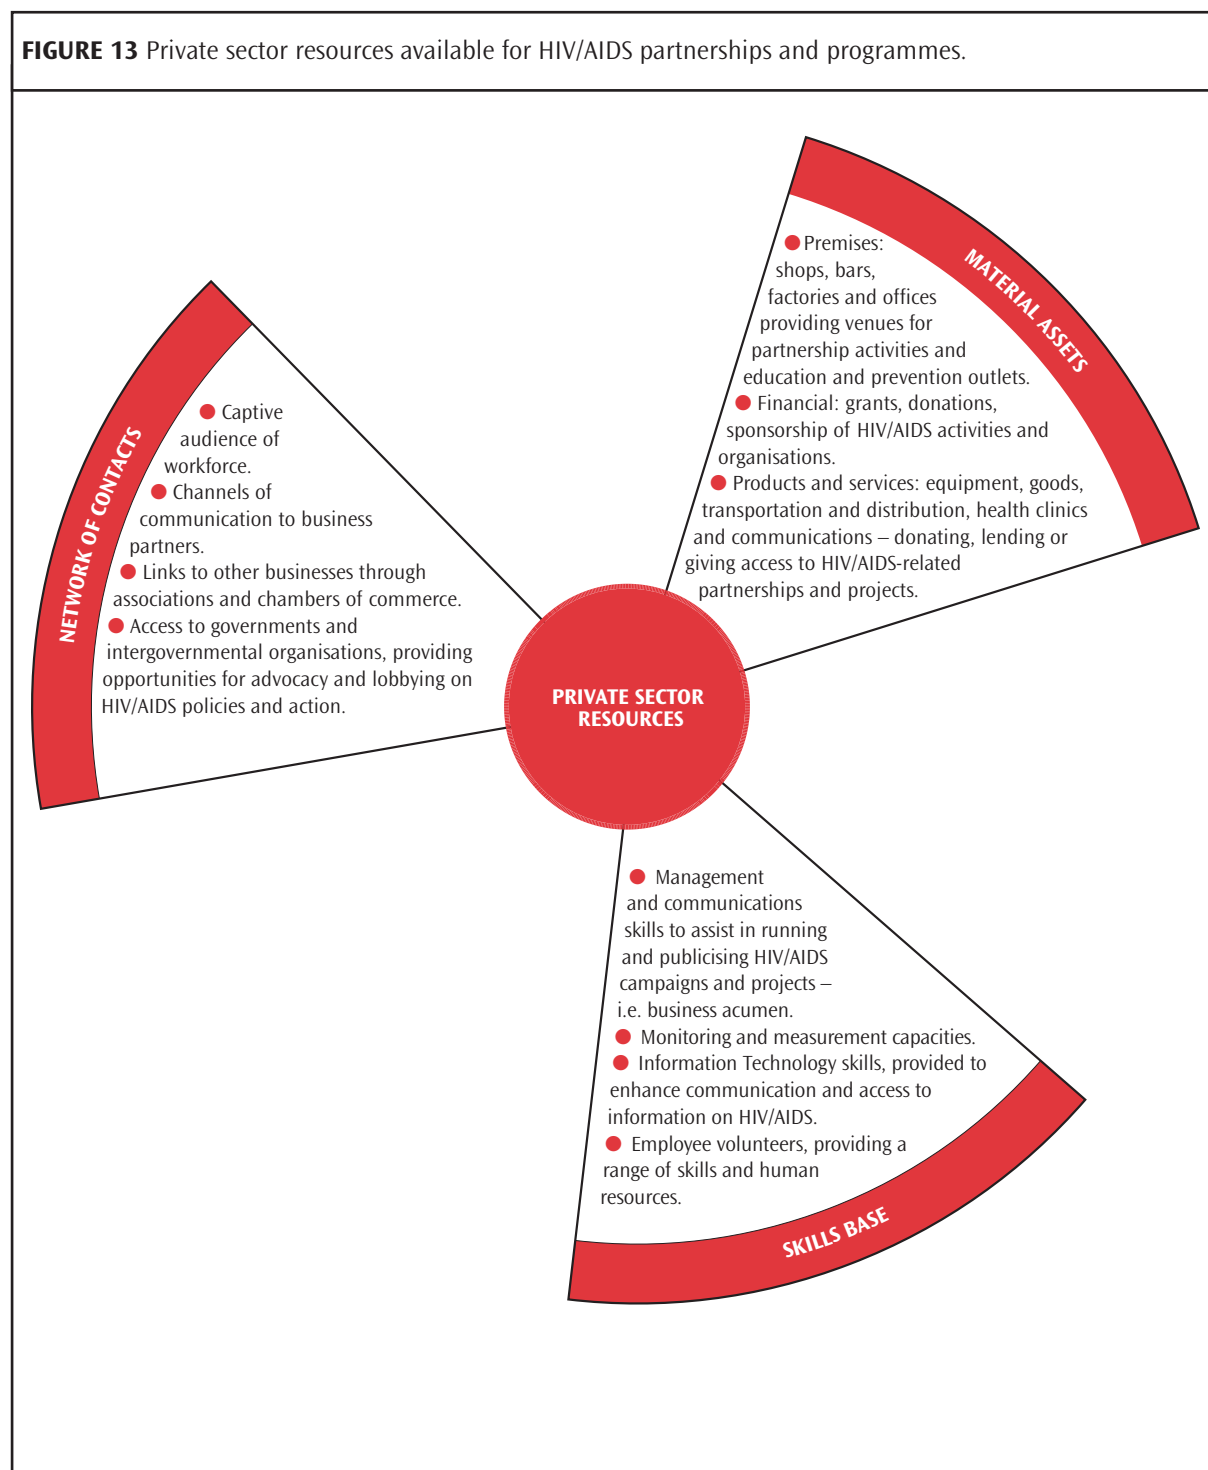 FIGURE 13 Private sector resources available for HIV/AIDS partnerships and programmes.
NETWORK OF CONTACTS
● Captive
audience of
workforce.
● Channels of
communication to business
partners.
● Links to other businesses through
associations and chambers of commerce.
● Access to governments and
intergovernmental organisations, providing
opportunities for advocacy and lobbying on
HIV/AIDS policies and action.
MATERIAL ASSETS
● Premises:
shops, bars,
factories and offices
providing venues for
partnership activities and
education and prevention outlets.
● Financial: grants, donations,
sponsorship of HIV/AIDS activities and
organisations.
● Products and services: equipment, goods,
transportation and distribution, health clinics
and communications – donating, lending or
giving access to HIV/AIDS-related
partnerships and projects.
PRIVATE SECTOR
RESOURCES
● Management
and communications
skills to assist in running
and publicising HIV/AIDS
campaigns and projects –
i.e. business acumen.
● Monitoring and measurement capacities.
● Information Technology skills, provided to
enhance communication and access to
information on HIV/AIDS.
● Employee volunteers, providing a
range of skills and human
resources.
SKILLS BASE